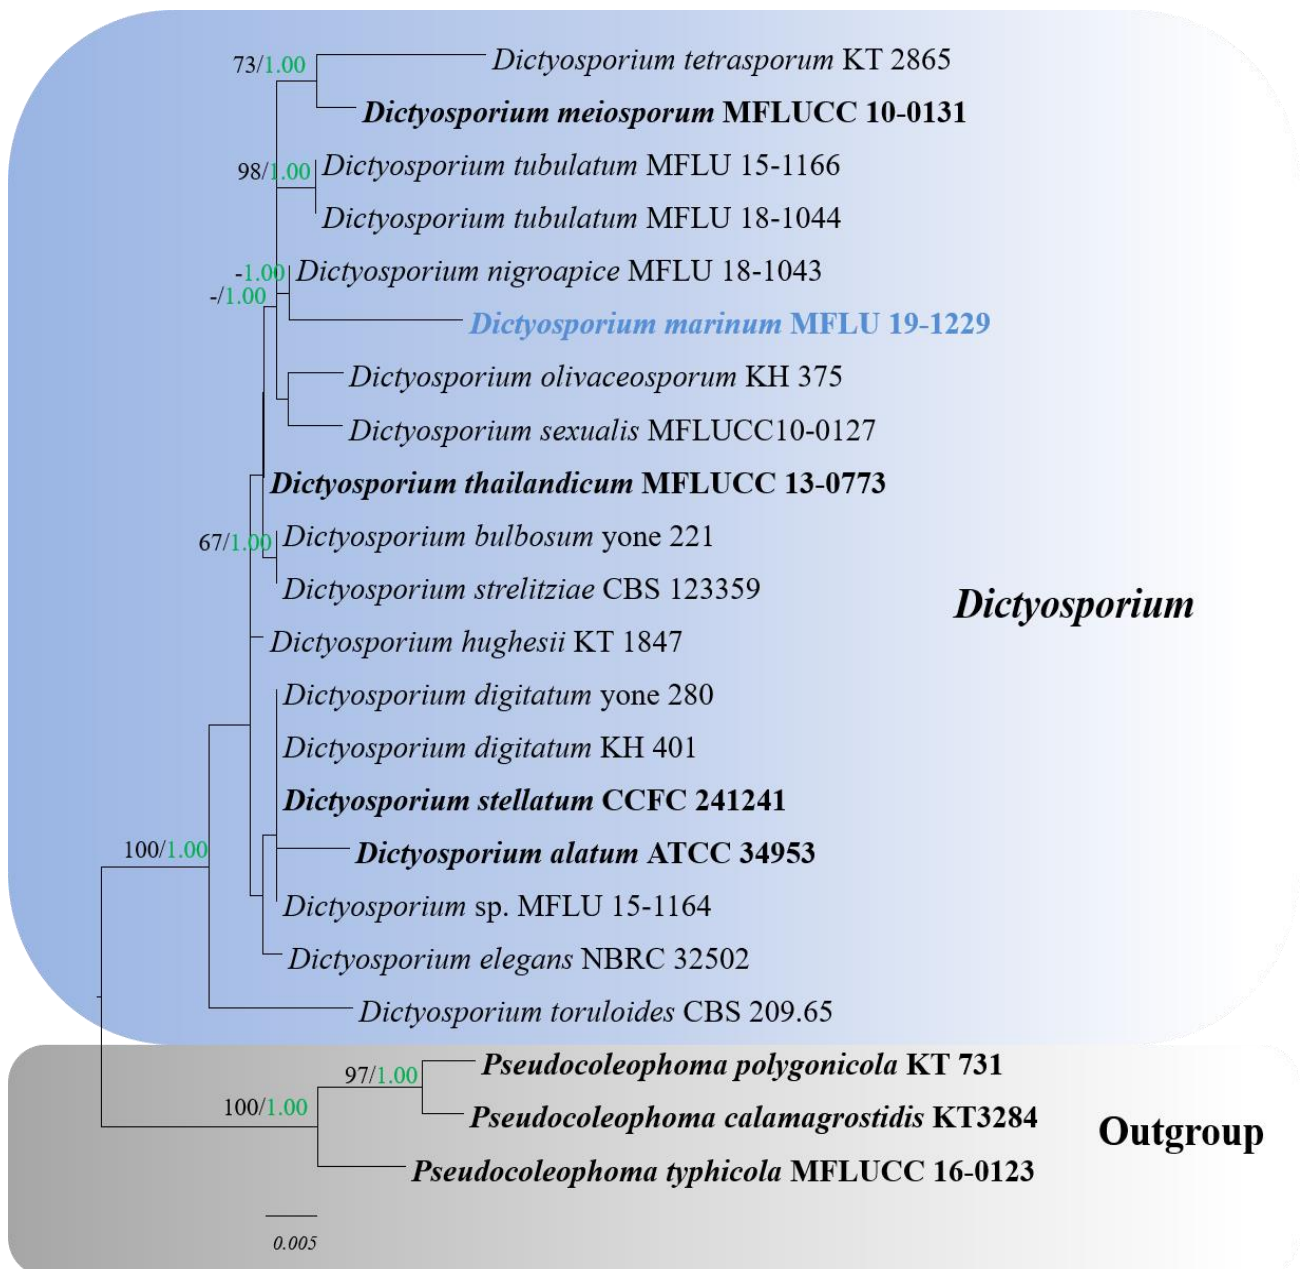 73/1.00
Dictyosporium tetrasporum KT 2865
Dictyosporium meiosporum MFLUCC 10-0131
98/1.00
Dictyosporium tubulatum MFLU 15-1166
Dictyosporium tubulatum MFLU 18-1044
-1.00
Dictyosporium nigroapice MFLU 18-1043
-/1.00
Dictyosporium marinum MFLU 19-1229
Dictyosporium olivaceosporum KH 375
Dictyosporium sexualis MFLUCC10-0127
Dictyosporium thailandicum MFLUCC 13-0773
67/1.00
Dictyosporium bulbosum yone 221
Dictyosporium strelitziae CBS 123359
Dictyosporium
Dictyosporium hughesii KT 1847
Dictyosporium digitatum yone 280
Dictyosporium digitatum KH 401
Dictyosporium stellatum CCFC 241241
100/1.00
Dictyosporium alatum ATCC 34953
Dictyosporium sp. MFLU 15-1164
Dictyosporium elegans NBRC 32502
Dictyosporium toruloides CBS 209.65
97/1.00
Pseudocoleophoma polygonicola KT 731
100/1.00
Pseudocoleophoma calamagrostidis KT3284
Outgroup
Pseudocoleophoma typhicola MFLUCC 16-0123
0.005